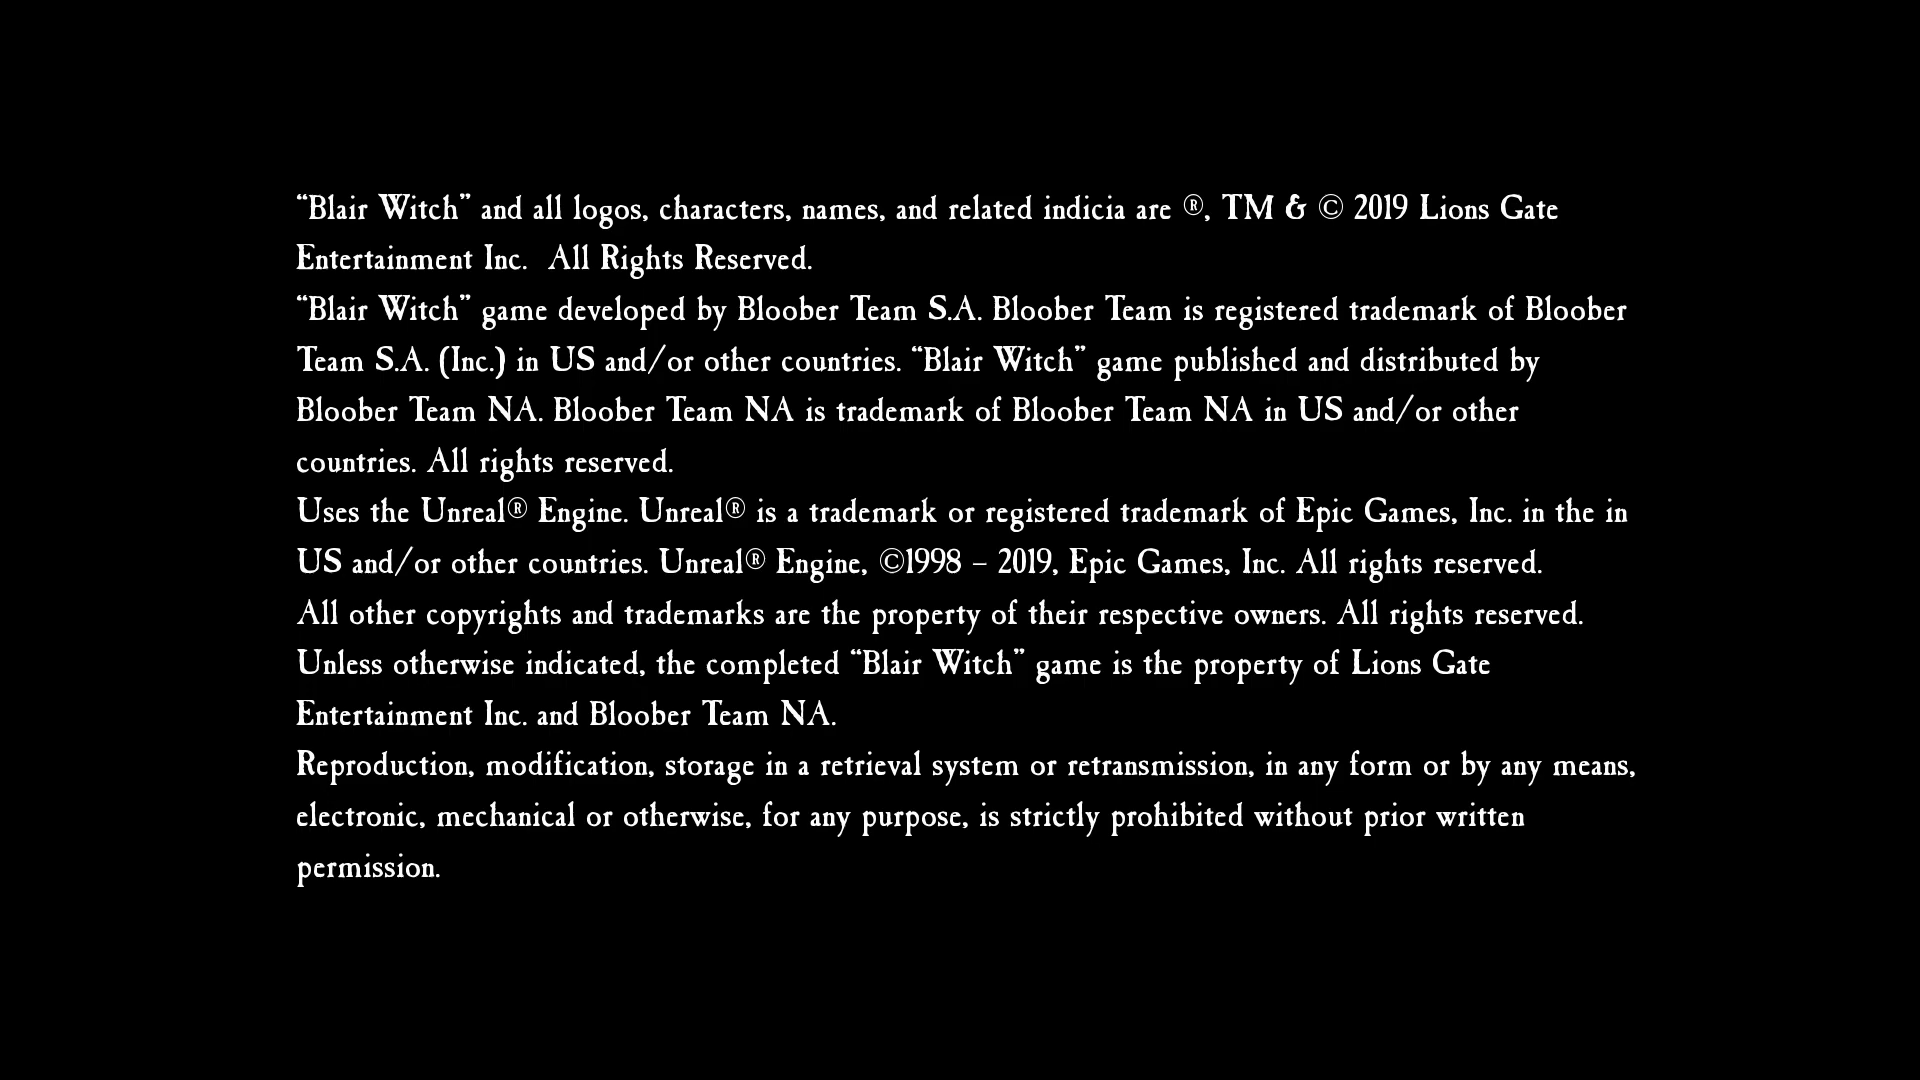 “Blair Witch” and all logos, characters, names, and related indicia are ®, TM & © 2019 Lions Gate
Entertainment Inc.  All Rights Reserved.
“Blair Witch” game developed by Bloober Team S.A. Bloober Team is registered trademark of Bloober
Team S.A. (Inc.) in US and/or other countries. “Blair Witch” game published and distributed by
Bloober Team NA. Bloober Team NA is trademark of Bloober Team NA in US and/or other
countries. All rights reserved.
Uses the Unreal® Engine. Unreal® is a trademark or registered trademark of Epic Games, Inc. in the in
US and/or other countries. Unreal® Engine, ©1998 – 2019, Epic Games, Inc. All rights reserved.
All other copyrights and trademarks are the property of their respective owners. All rights reserved.
Unless otherwise indicated, the completed “Blair Witch” game is the property of Lions Gate
Entertainment Inc. and Bloober Team NA.
Reproduction, modification, storage in a retrieval system or retransmission, in any form or by any means,
electronic, mechanical or otherwise, for any purpose, is strictly prohibited without prior written
permission.